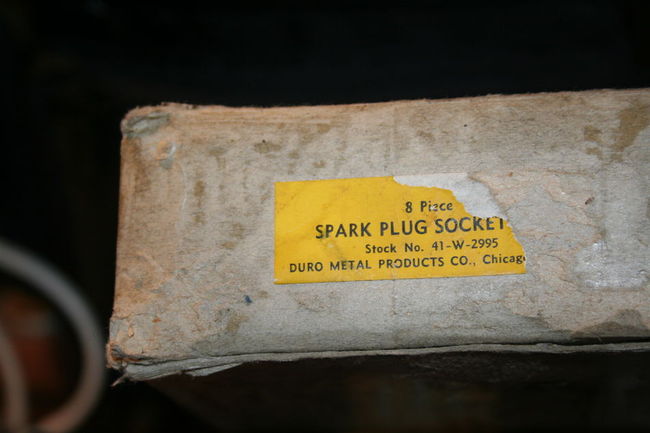 8 Piece
SPARK PLUG SOCKET
Stock No. 41-W-2995
DURO METAL PRODUCTS CO., Chicago